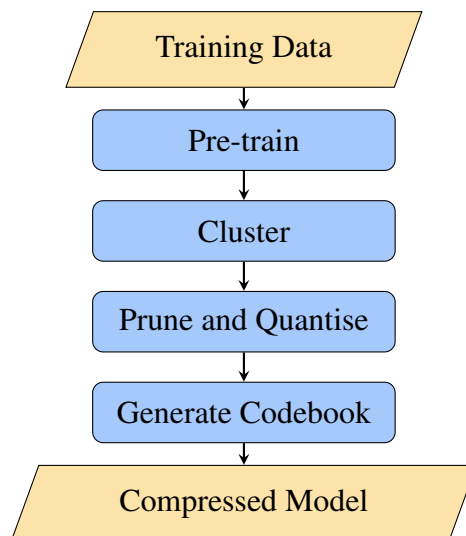 Training Data
Pre-train
Cluster
Prune and Quantise
Generate Codebook
Compressed Model